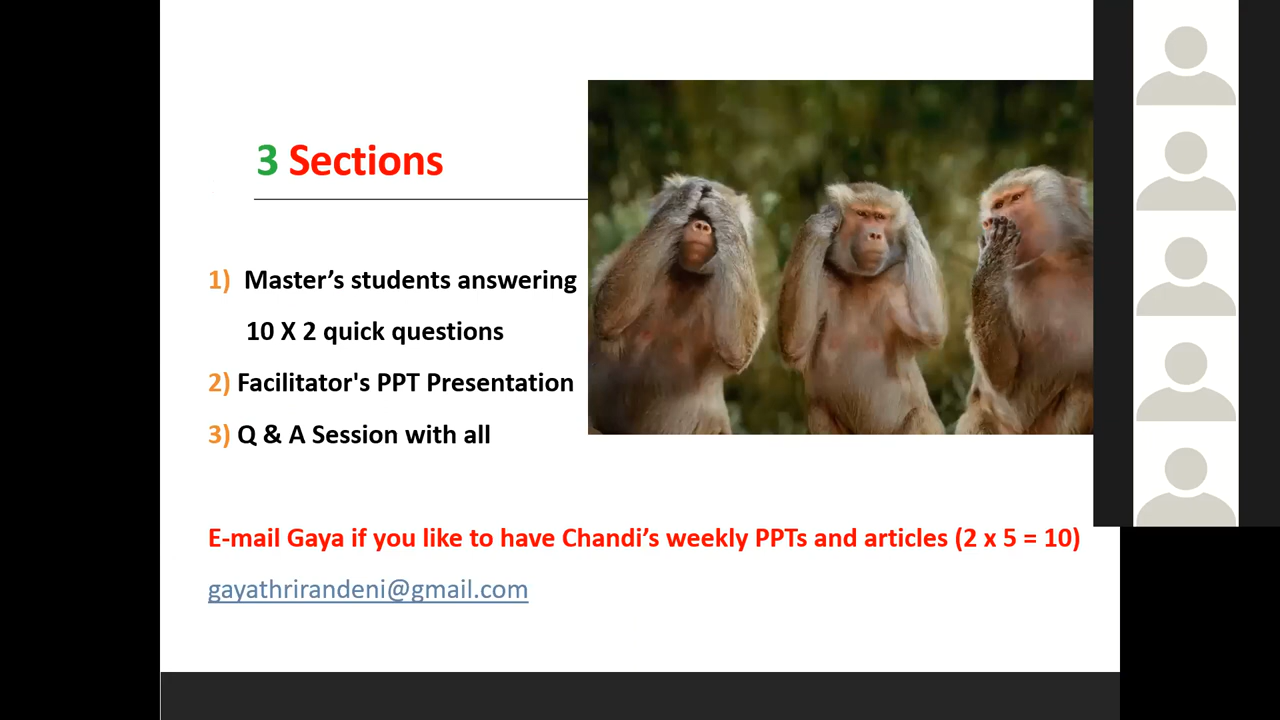 3 Sections
1) Master’s students answering
10 X 2 quick questions
2) Facilitator's PPT Presentation
3) Q & A Session with all
E-mail Gaya if you like to have Chandi’s weekly PPTs and articles (2 x 5 = 10)
gayathrirandeni@gmail.com